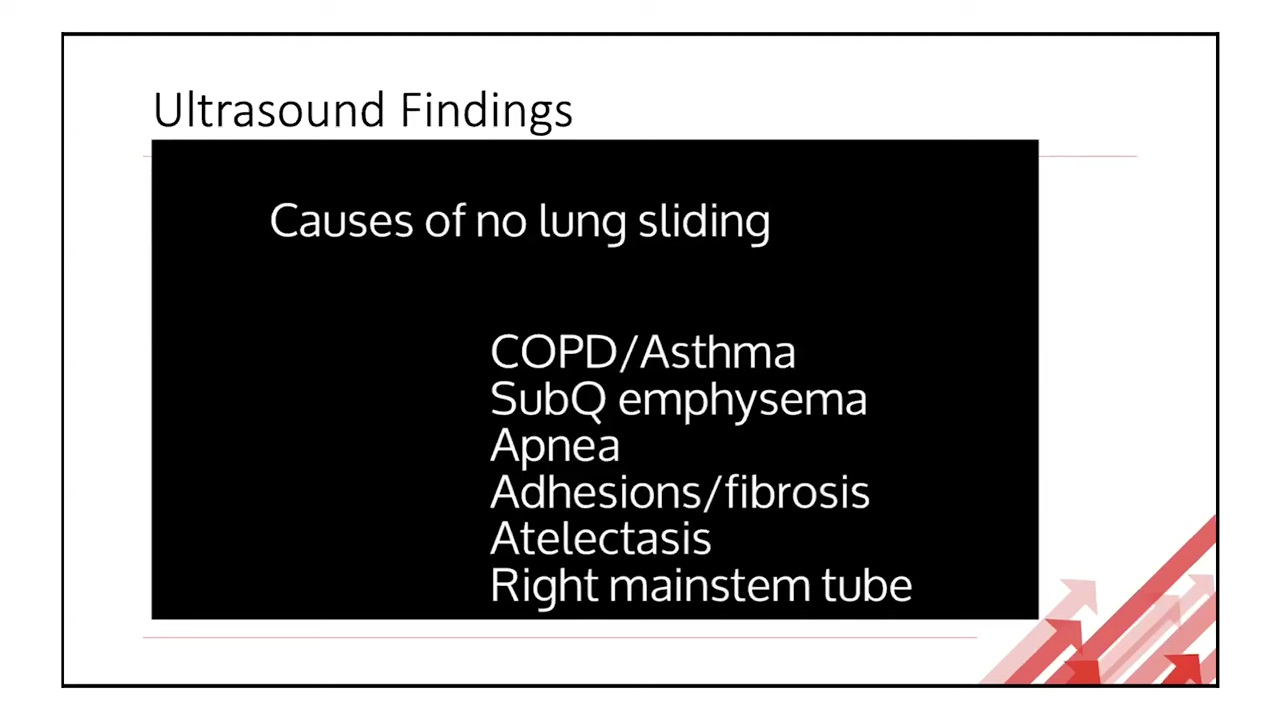 Ultrasound Findings
Causes of no lung sliding
COPD/Asthma
SubQ emphysema
Apnea
Adhesions/fibrosis
Atelectasis
Right mainstem tube